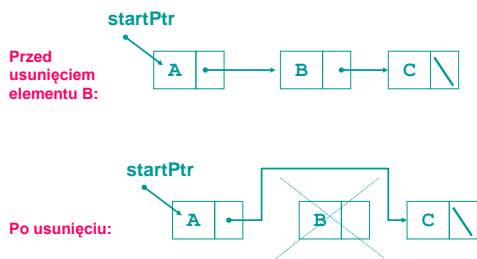 startPtr
Przed
usunięciem
elementu B:
A B C
startPtr
Po usunięciu:
A B C